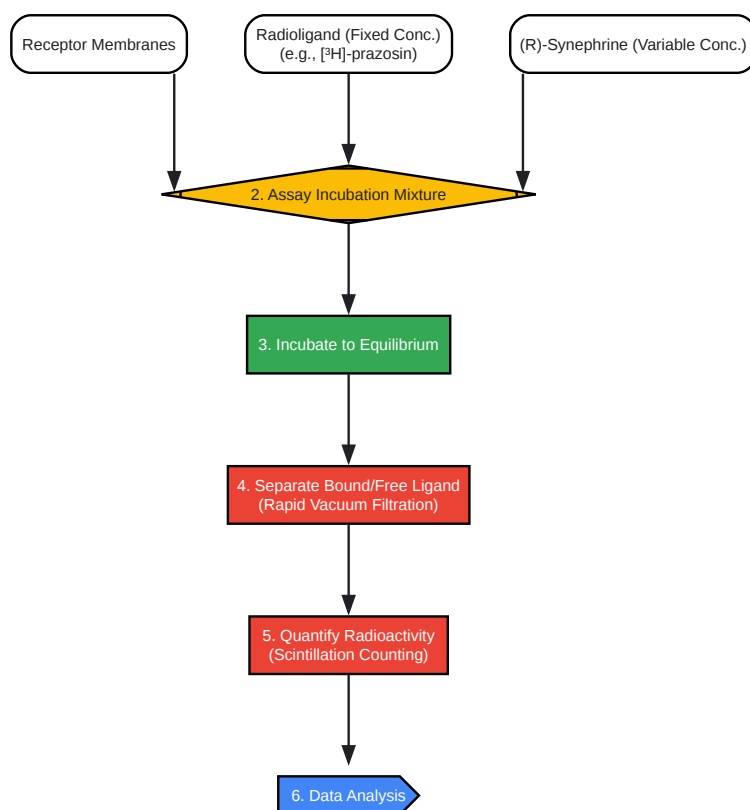 Receptor Membranes
Radioligand (Fixed Conc.)
(e.g., [³H]-prazosin)
(R)-Synephrine (Variable Conc.)
2. Assay Incubation Mixture
3. Incubate to Equilibrium
4. Separate Bound/Free Ligand
(Rapid Vacuum Filtration)
5. Quantify Radioactivity
(Scintillation Counting)
6. Data Analysis